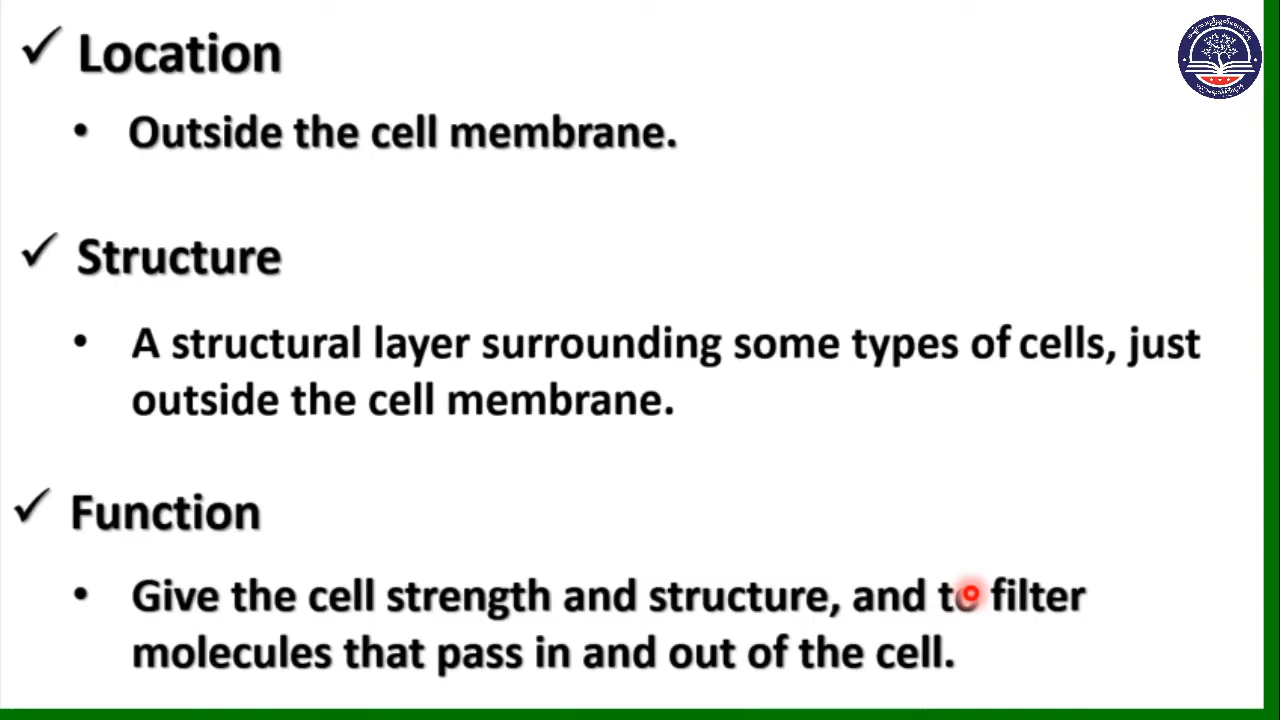 ✓ Location
• Outside the cell membrane.
✓ Structure
• A structural layer surrounding some types of cells, just
outside the cell membrane.
✓ Function
• Give the cell strength and structure, and to filter
molecules that pass in and out of the cell.